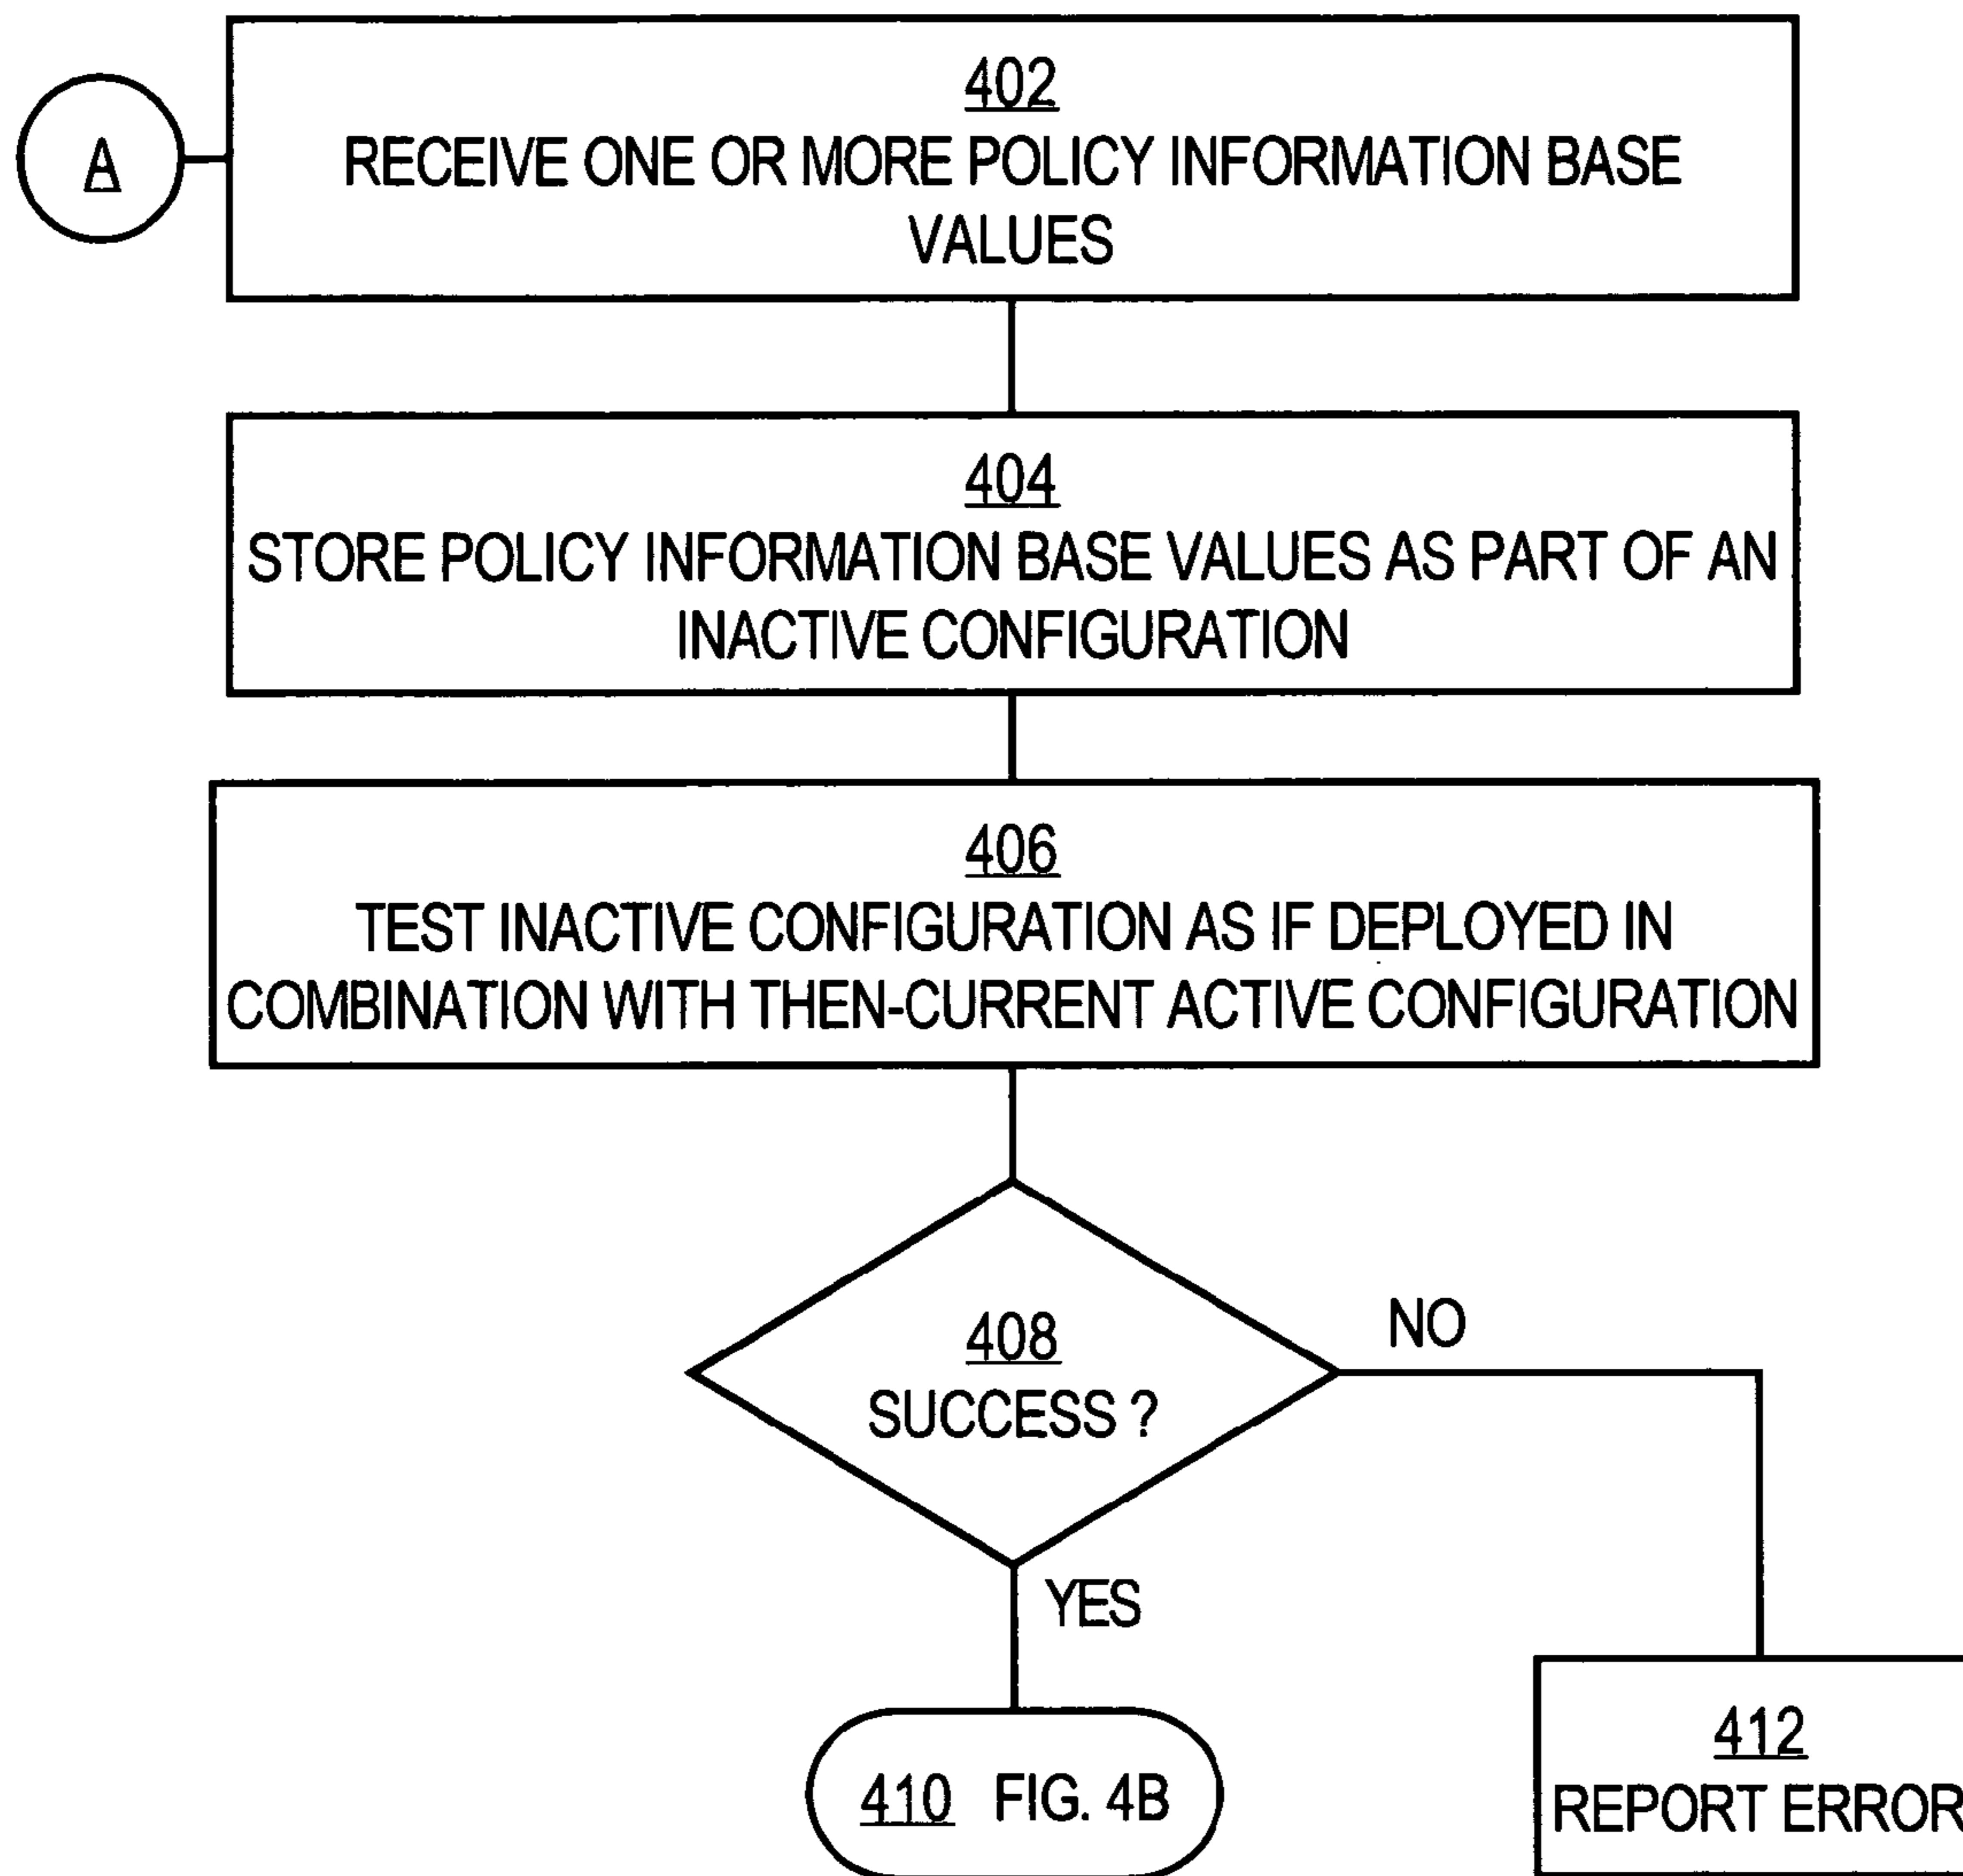 402
A
RECEIVE ONE OR MORE POLICY INFORMATION BASE
VALUES
404
STORE POLICY INFORMATION BASE VALUES AS PART OF AN
INACTIVE CONFIGURATION
406
TEST INACTIVE CONFIGURATION AS IF DEPLOYED IN
COMBINATION WITH THEN-CURRENT ACTIVE CONFIGURATION
408
SUCCESS ?
NO
YES
410 FIG. 4B
412
REPORT ERROR